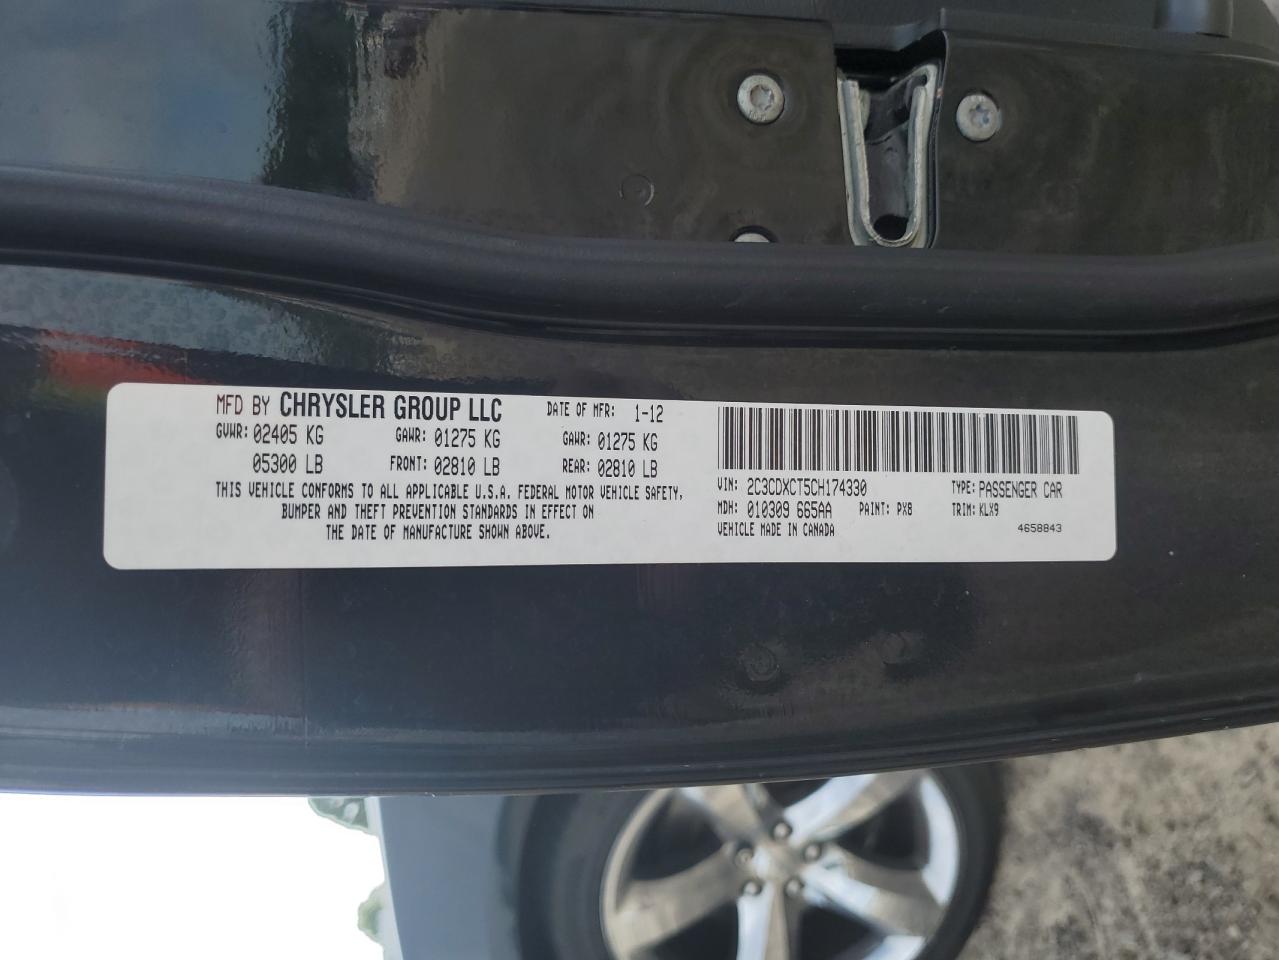 MFD BY CHRYSLER GROUP LLC DATE OF MFR: 1-12
GVWR: 02405 KG GAWR: 01275 KG GAWR: 01275 KG
05300 LB FRONT: 02810 LB REAR: 02810 LB
THIS VEHICLE CONFORMS TO ALL APPLICABLE U.S.A. FEDERAL MOTOR VEHICLE SAFETY,
BUMPER AND THEFT PREVENTION STANDARDS IN EFFECT ON
THE DATE OF MANUFACTURE SHOWN ABOVE.
VIN: 2C3CDXCT5CH174330 TYPE: PASSENGER CAR
MDH: 010309 665AA PAINT: PX8 TRIM: KLX9
VEHICLE MADE IN CANADA 4658843